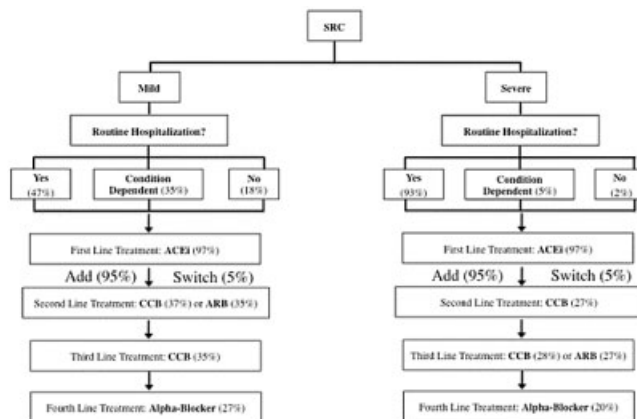 SRC
Mild
Routine Hospitalization?
Yes
(47%)
Condition
Dependent (35%)
No
(18%)
First Line Treatment: ACEi (97%)
Add (95%) Switch (5%)
Second Line Treatment: CCB (37%) or ARB (35%)
Third Line Treatment: CCB (35%)
Fourth Line Treatment: Alpha-Blocker (27%)
Severe
Routine Hospitalization?
Yes
(93%)
Condition
Dependent (5%)
No
(2%)
First Line Treatment: ACEi (97%)
Add (95%) Switch (5%)
Second Line Treatment: CCB (27%)
Third Line Treatment: CCB (28%) or ARB (27%)
Fourth Line Treatment: Alpha-Blocker (20%)